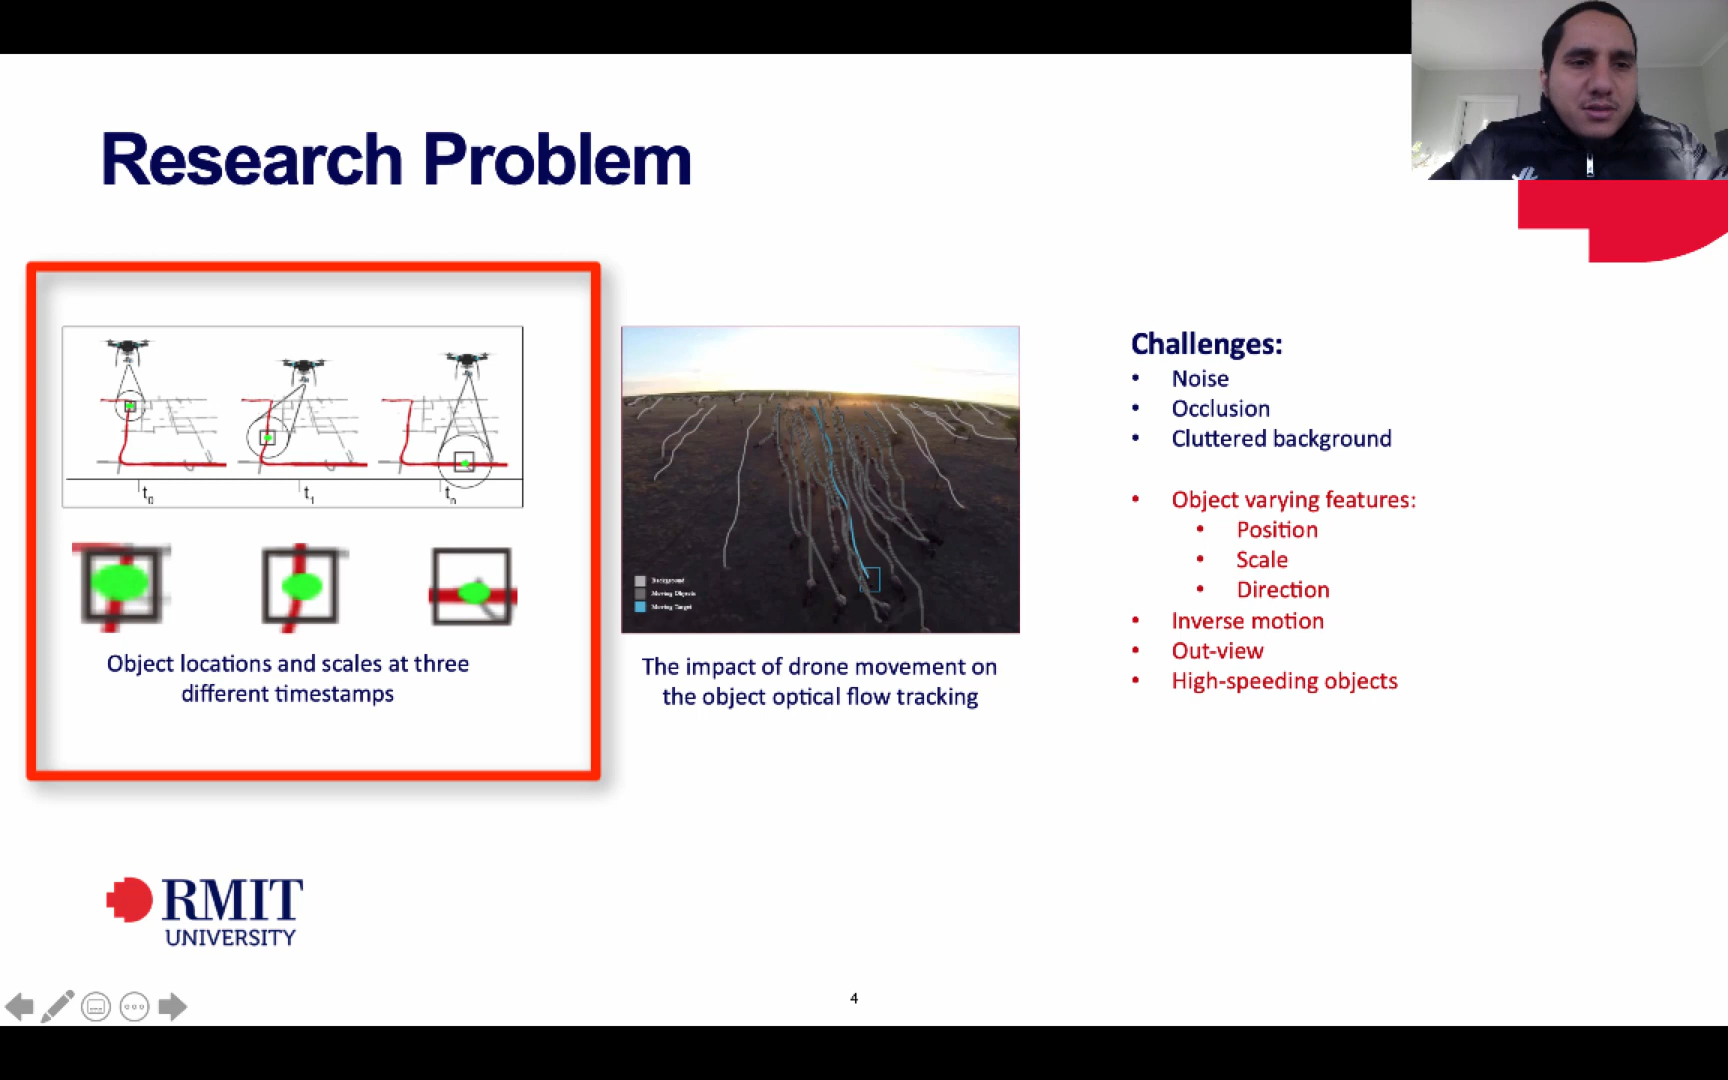 Research Problem
t0
t1
tn
Object locations and scales at three
different timestamps
Background
Moving Objects
Moving Target
The impact of drone movement on
the object optical flow tracking
Challenges:
• Noise
• Occlusion
• Cluttered background
• Object varying features:
• Position
• Scale
• Direction
• Inverse motion
• Out-view
• High-speeding objects
RMIT
UNIVERSITY
4